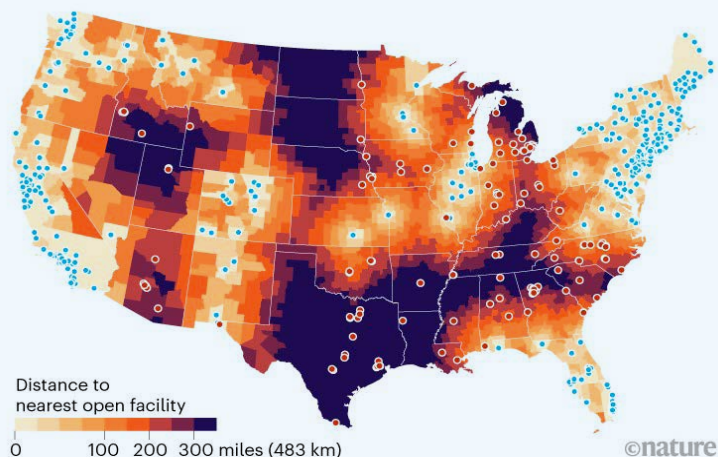 Distance to
nearest open facility
0 100 200 300 miles (483 km)
©nature